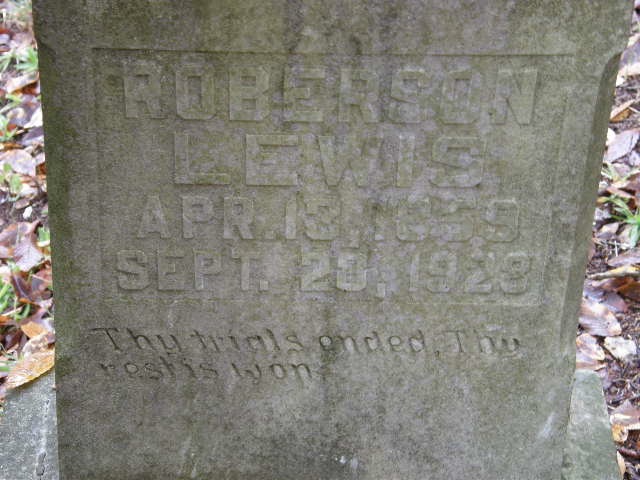 ROBERSON
LEWIS
APR. 13, 1859
SEPT. 20, 1928
Thy trials ended, Thy
rest is won.